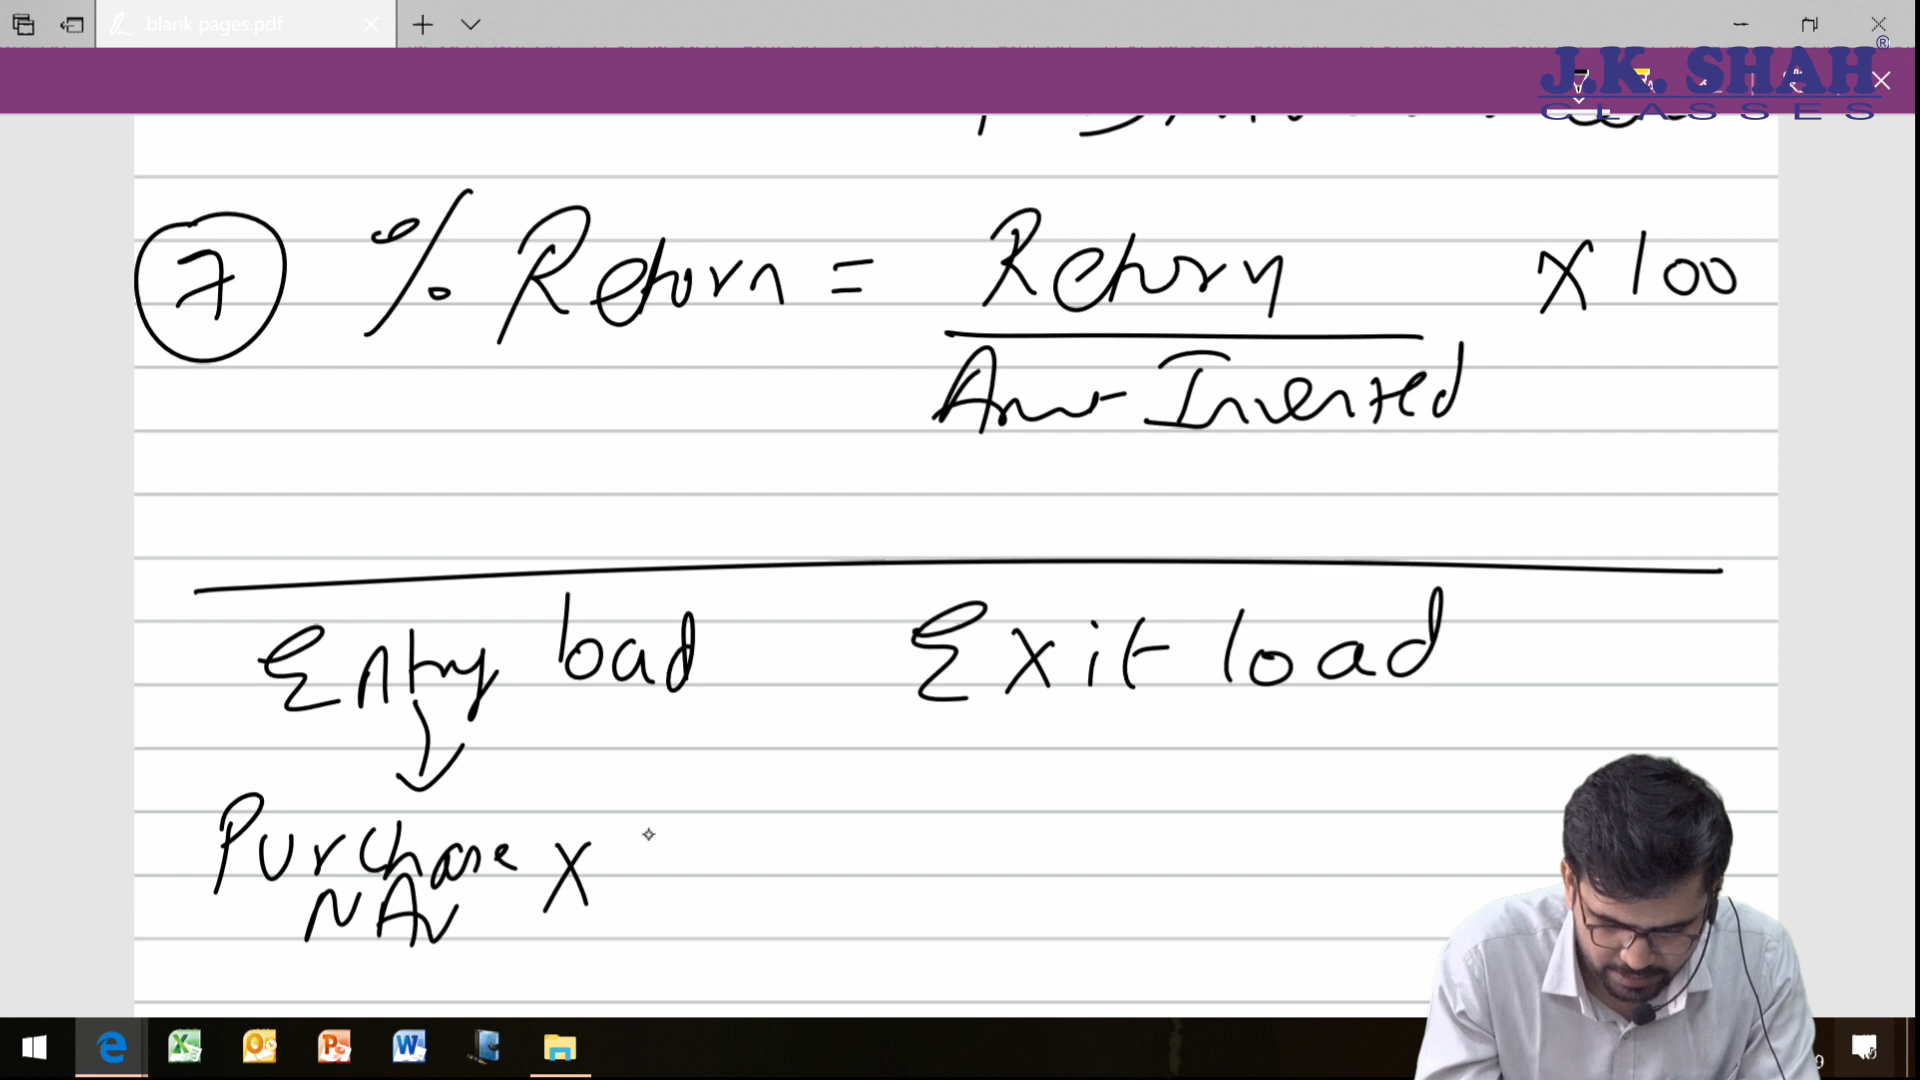 blank pages.pdf
J.K. SHAH®
CLASSES
7 % Return = Return × 100
Amt Invested
Entry load Exit load
Purchase X
NAV